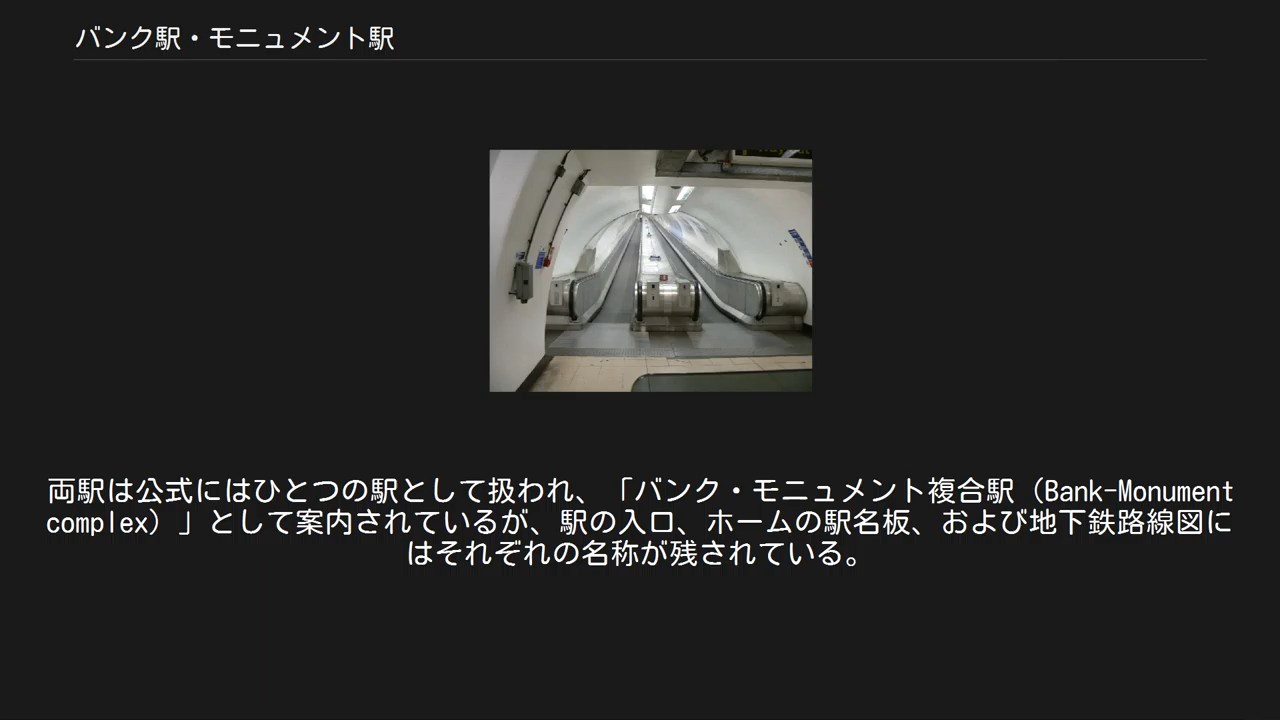 バンク駅・モニュメント駅
両駅は公式にはひとつの駅として扱われ、「バンク・モニュメント複合駅（Bank-Monument
complex）」として案内されているが、駅の入口、ホームの駅名板、および地下鉄路線図に
はそれぞれの名称が残されている。